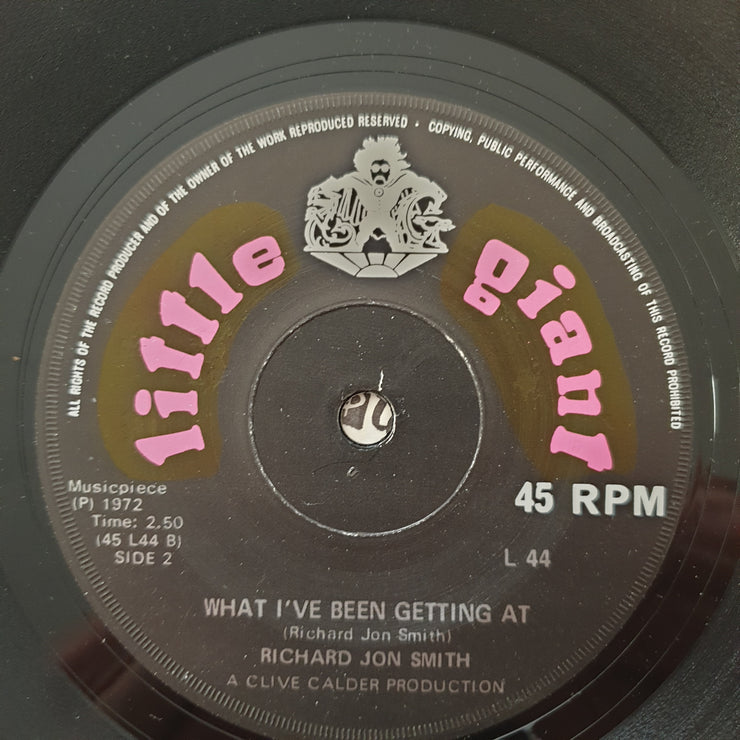 ALL RIGHTS OF THE RECORD PRODUCER AND OF THE OWNER OF THE WORK REPRODUCED RESERVED · COPYING, PUBLIC PERFORMANCE AND BROADCASTING OF THIS RECORD PROHIBITED
little giant
Musicpiece
(P) 1972
Time: 2.50
(45 L44 B)
SIDE 2
45 RPM
L 44
WHAT I'VE BEEN GETTING AT
(Richard Jon Smith)
RICHARD JON SMITH
A CLIVE CALDER PRODUCTION